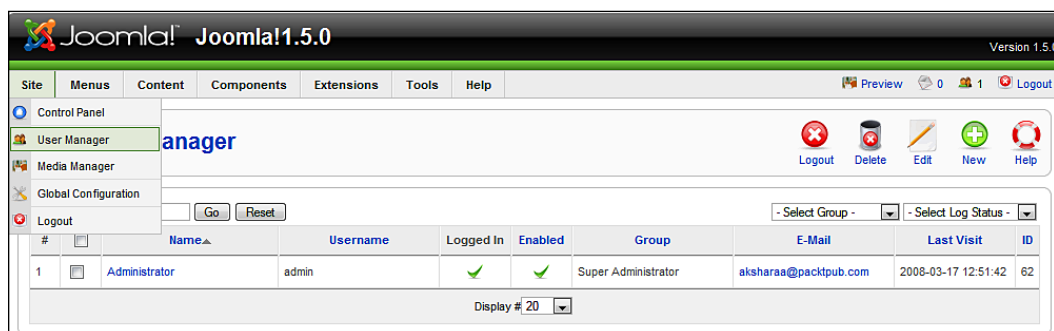 Joomla! Joomla!1.5.0
Version 1.5.0
Site Menus Content Components Extensions Tools Help Preview 0 1 Logout
Control Panel
User Manager
anager
Media Manager
Global Configuration
Logout
Logout Delete Edit New Help
Go Reset - Select Group - - Select Log Status -
# Name Username Logged In Enabled Group E-Mail Last Visit ID
1 Administrator admin Super Administrator aksharaa@packtpub.com 2008-03-17 12:51:42 62
Display # 20